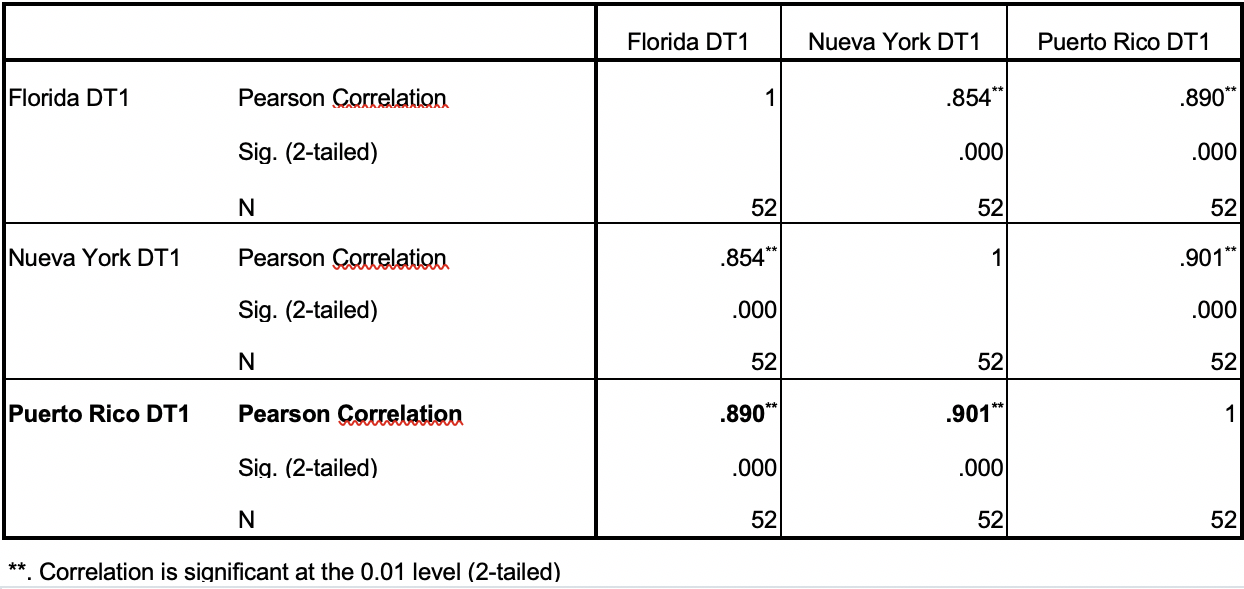 Florida DT1 Nueva York DT1 Puerto Rico DT1
Florida DT1 Pearson Correlation 1 .854** .890**
Sig. (2-tailed) .000 .000
N 52 52 52
Nueva York DT1 Pearson Correlation .854** 1 .901**
Sig. (2-tailed) .000 .000
N 52 52 52
Puerto Rico DT1 Pearson Correlation .890** .901** 1
Sig. (2-tailed) .000 .000
N 52 52 52
**. Correlation is significant at the 0.01 level (2-tailed)